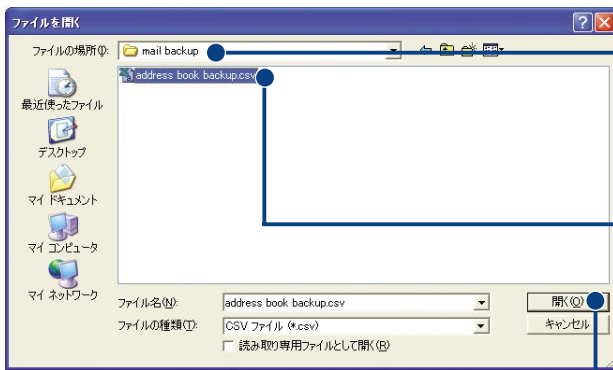 ファイルを開く
ファイルの場所(I):
mail backup
address book backup.csv
最近使ったファイル
デスクトップ
マイ ドキュメント
マイ コンピュータ
マイ ネットワーク
ファイル名(N):
address book backup.csv
開く(O)
ファイルの種類(T):
CSV ファイル (*.csv)
キャンセル
読み取り専用ファイルとして開く(R)